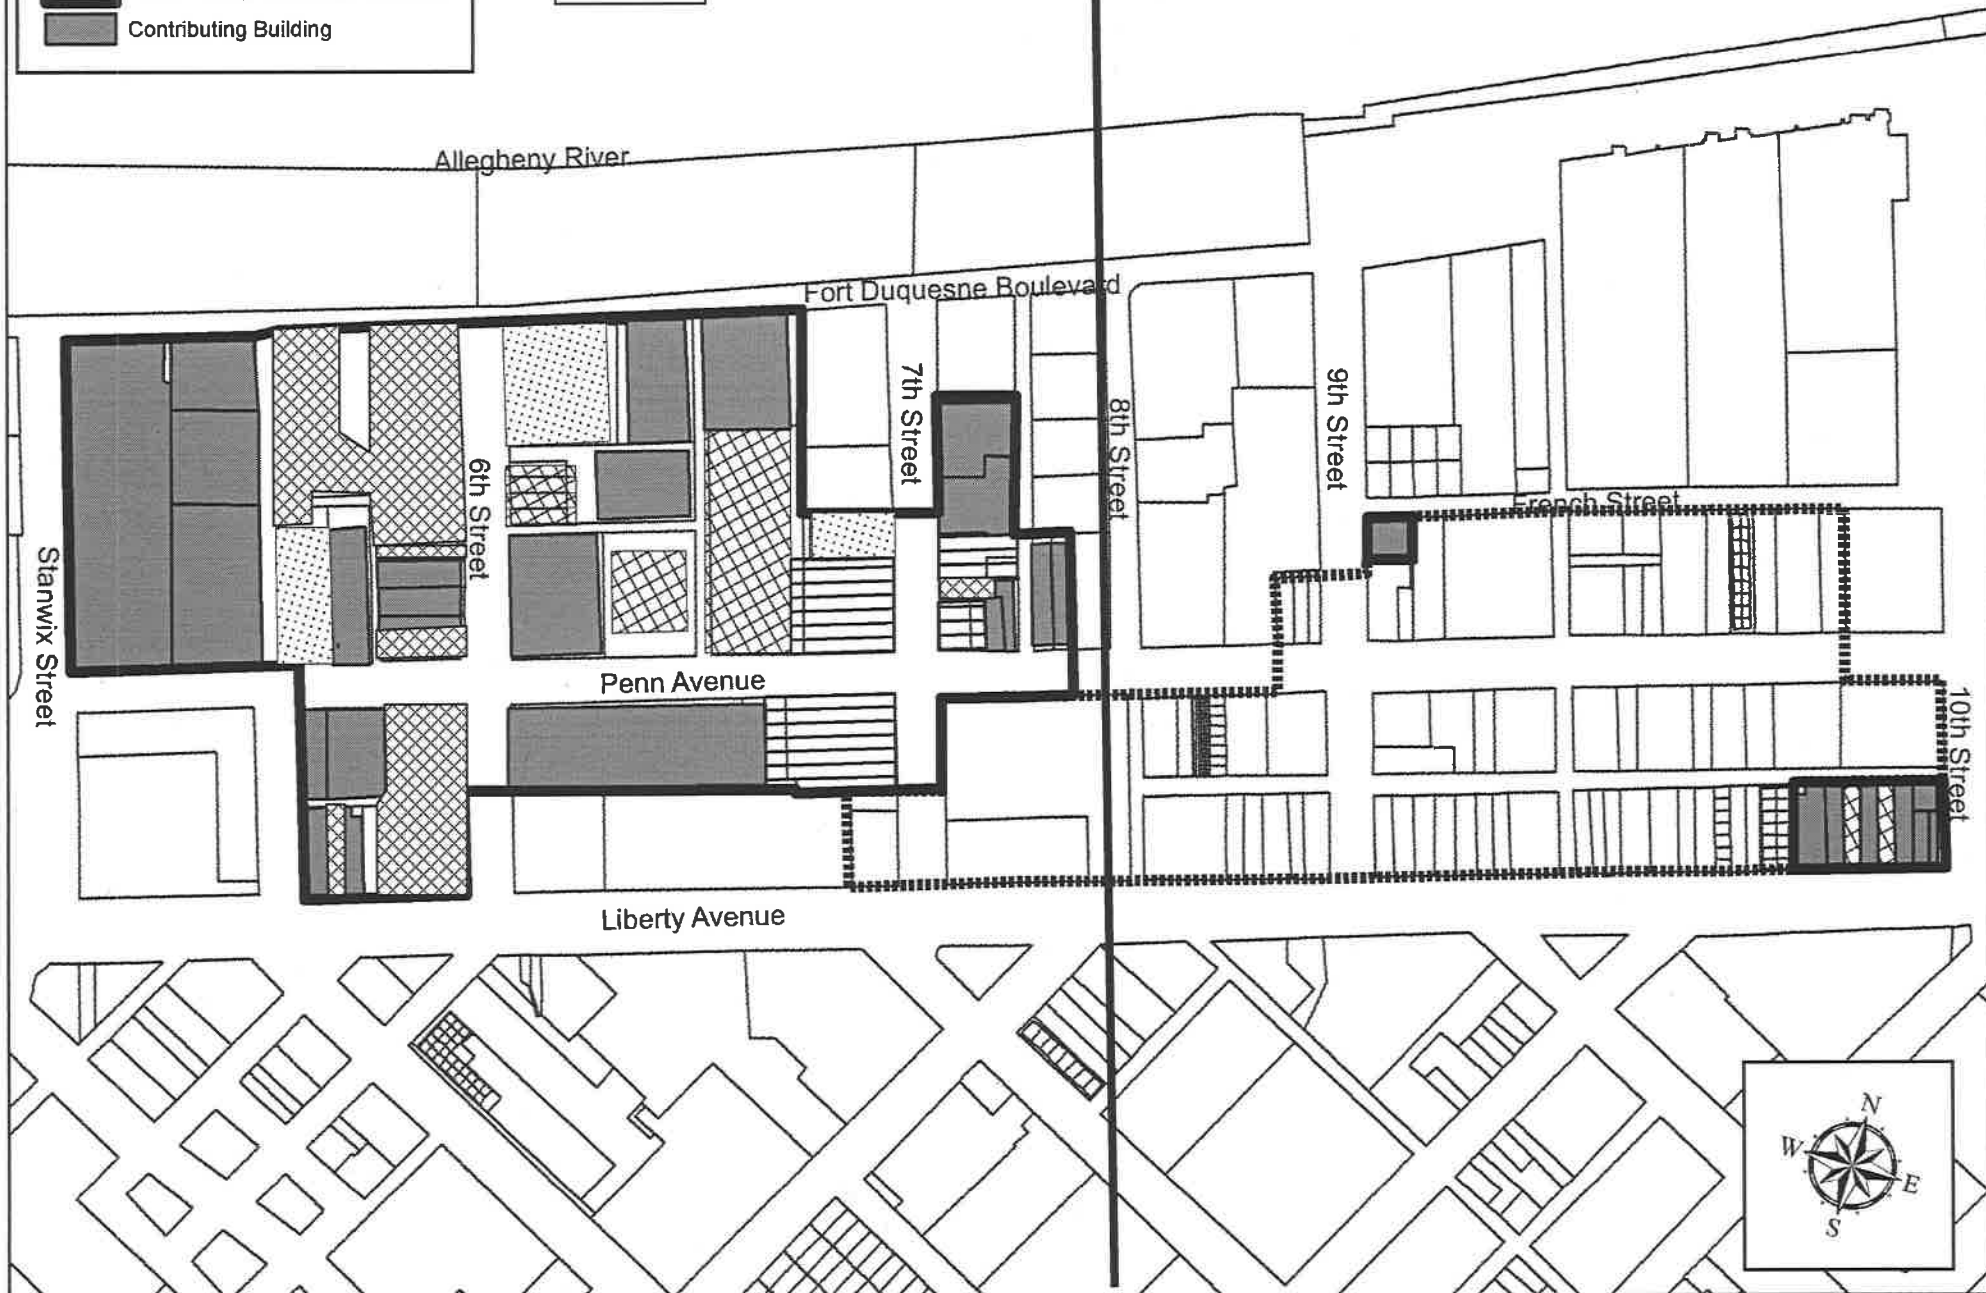 Contributing Building
Allegheny River
Fort Duquesne Boulevard
7th Street
9th Street
8th Street
6th Street
French Street
Stanwix Street
Penn Avenue
10th Street
Liberty Avenue
N
W
E
S